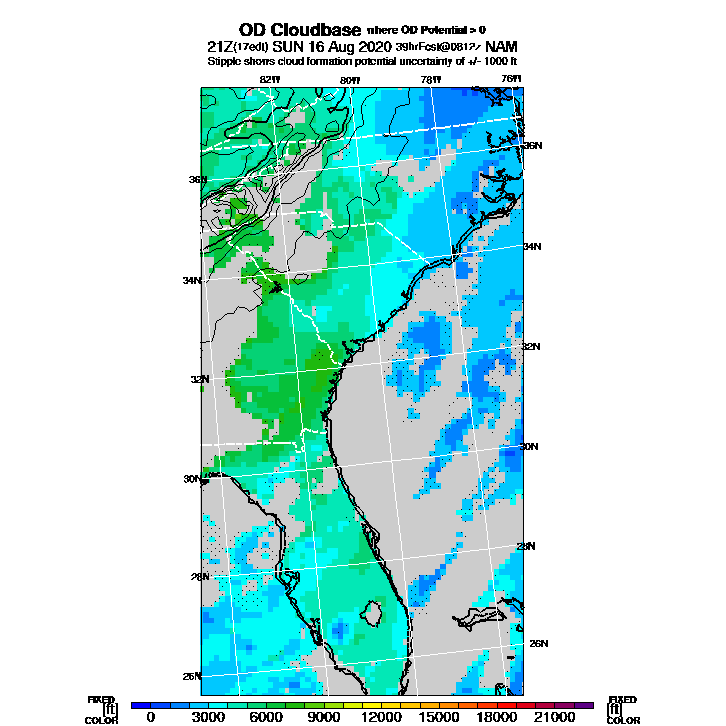 OD Cloudbase where OD Potential > 0
21Z(17edt) SUN 16 Aug 2020 39hrFcst@0812z NAM
Stipple shows cloud formation potential uncertainty of +/- 1000 ft
82W 80W 78W 76W
36N 36N
34N 34N
32N 32N
30N 30N
28N 28N
26N 26N
FIXED FIXED
[ft] 0 3000 6000 9000 12000 15000 18000 21000 [ft]
COLOR COLOR